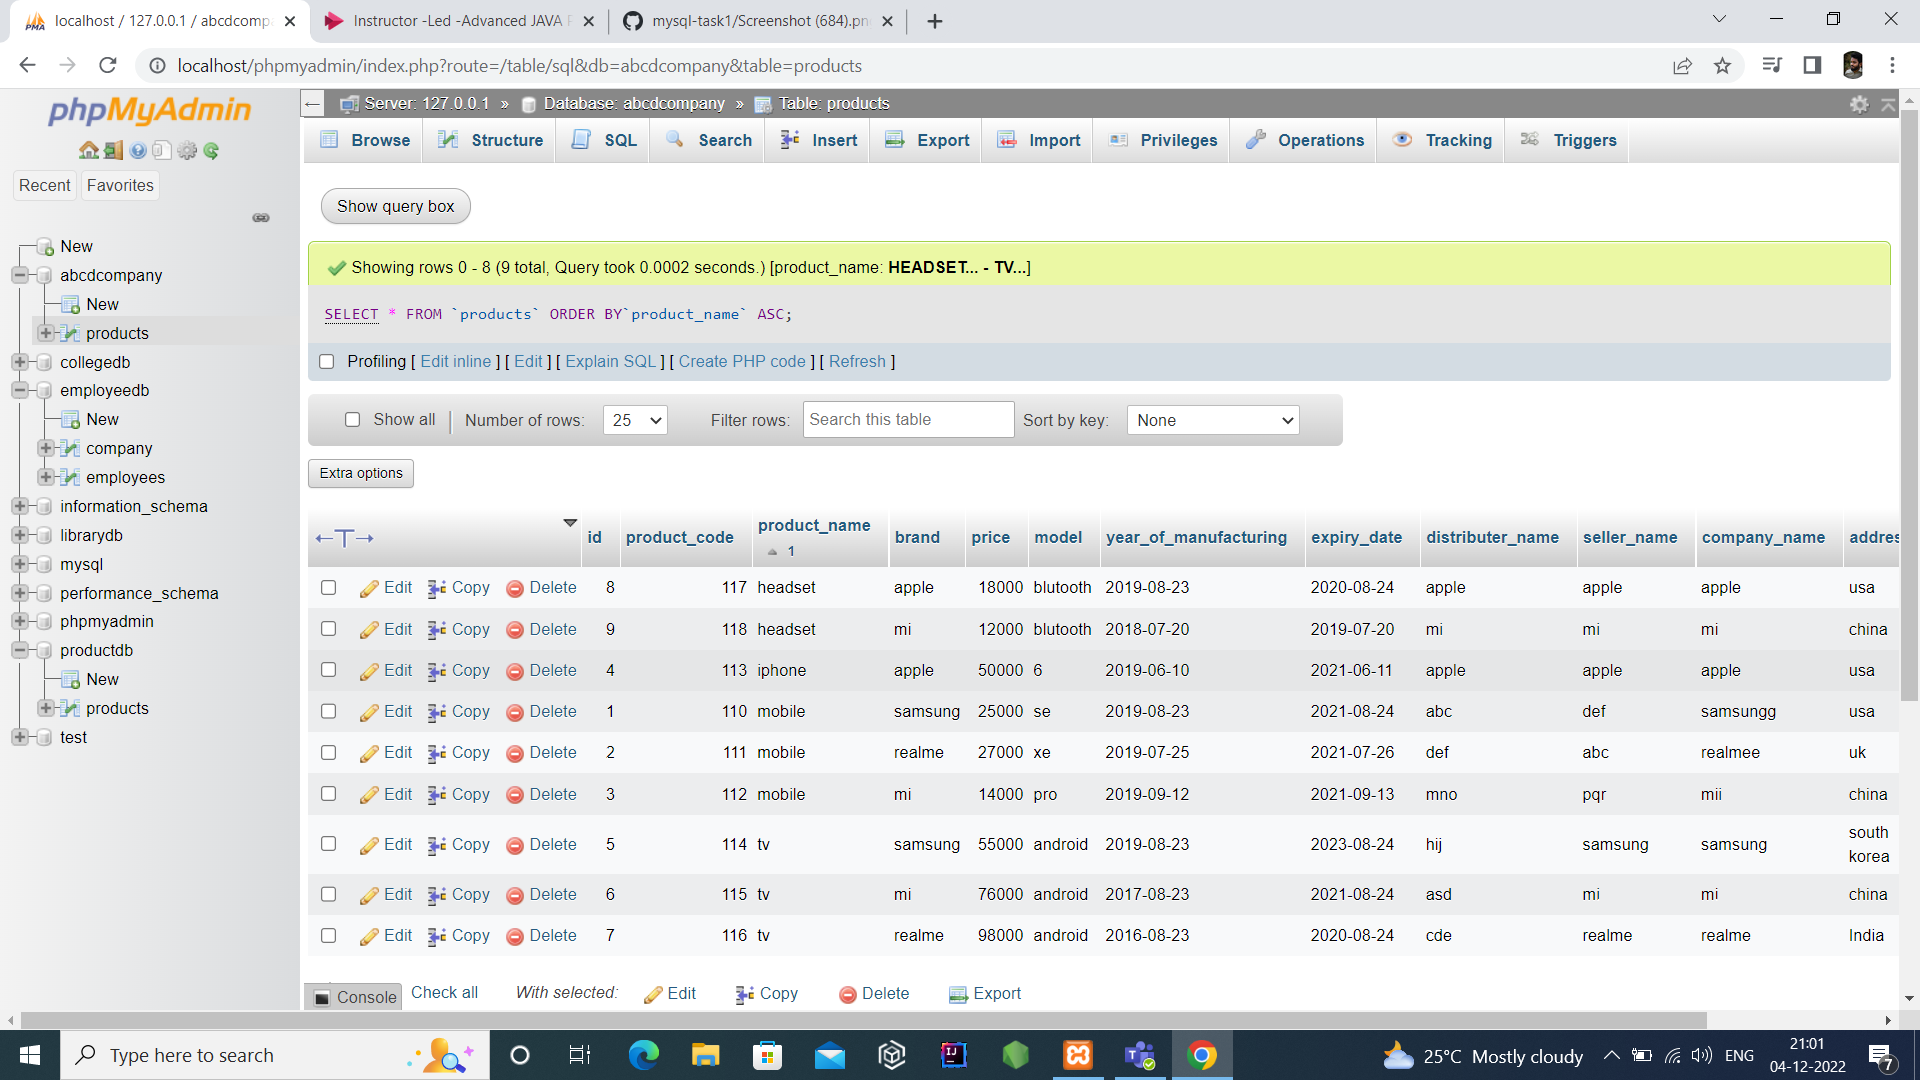 localhost / 127.0.0.1 / abcdcomp
Instructor -Led -Advanced JAVA
mysql-task1/Screenshot (684).pn
localhost/phpmyadmin/index.php?route=/table/sql&db=abcdcompany&table=products
phpMyAdmin
Recent Favorites
New
abcdcompany
New
products
collegedb
employeedb
New
company
employees
information_schema
librarydb
mysql
performance_schema
phpmyadmin
productdb
New
products
test
← Server: 127.0.0.1 » Database: abcdcompany » Table: products
Browse Structure SQL Search Insert Export Import Privileges Operations Tracking Triggers
Show query box
Showing rows 0 - 8 (9 total, Query took 0.0002 seconds.) [product_name: HEADSET... - TV...]
SELECT * FROM `products` ORDER BY`product_name` ASC;
Profiling [ Edit inline ] [ Edit ] [ Explain SQL ] [ Create PHP code ] [ Refresh ]
Show all Number of rows: 25 Filter rows: Search this table Sort by key: None
Extra options
←T→ id product_code product_name 1 brand price model year_of_manufacturing expiry_date distributer_name seller_name company_name addres
Edit Copy Delete 8 117 headset apple 18000 blutooth 2019-08-23 2020-08-24 apple apple apple usa
Edit Copy Delete 9 118 headset mi 12000 blutooth 2018-07-20 2019-07-20 mi mi mi china
Edit Copy Delete 4 113 iphone apple 50000 6 2019-06-10 2021-06-11 apple apple apple usa
Edit Copy Delete 1 110 mobile samsung 25000 se 2019-08-23 2021-08-24 abc def samsungg usa
Edit Copy Delete 2 111 mobile realme 27000 xe 2019-07-25 2021-07-26 def abc realmee uk
Edit Copy Delete 3 112 mobile mi 14000 pro 2019-09-12 2021-09-13 mno pqr mii china
Edit Copy Delete 5 114 tv samsung 55000 android 2019-08-23 2023-08-24 hij samsung samsung south korea
Edit Copy Delete 6 115 tv mi 76000 android 2017-08-23 2021-08-24 asd mi mi china
Edit Copy Delete 7 116 tv realme 98000 android 2016-08-23 2020-08-24 cde realme realme India
Console Check all With selected: Edit Copy Delete Export
Type here to search
25°C Mostly cloudy
ENG
21:01
04-12-2022
7